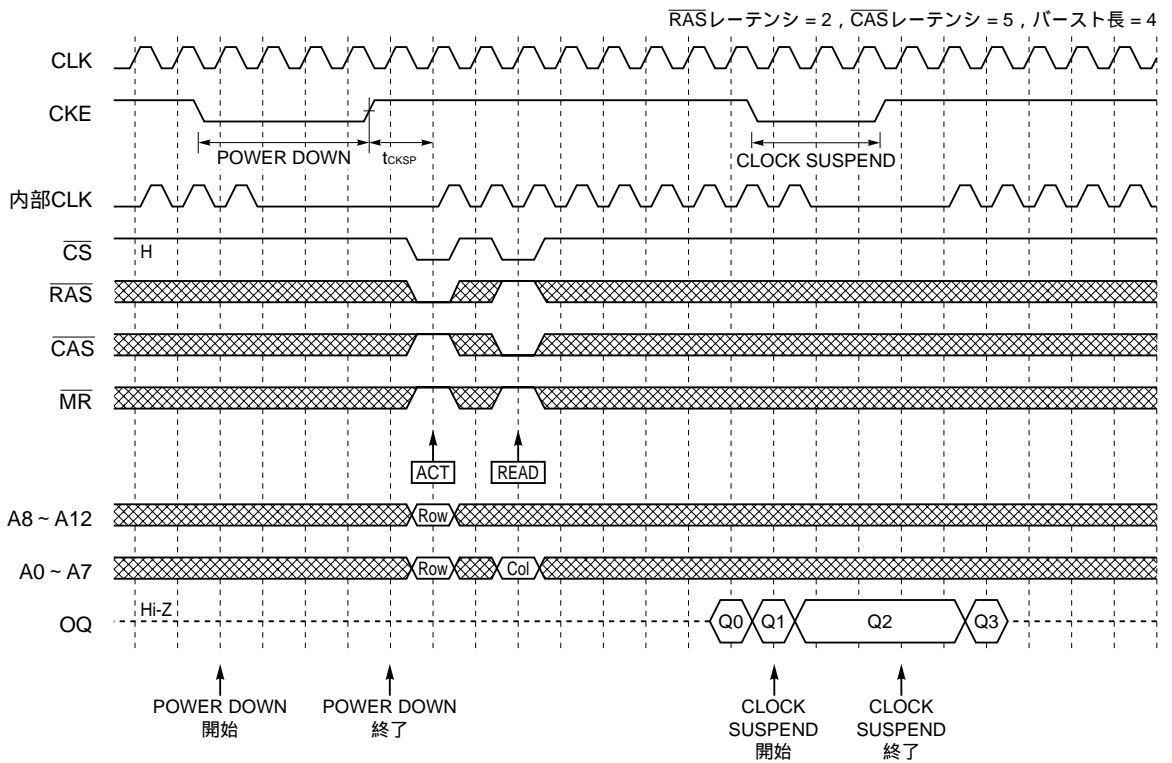 RASレーテンシ = 2 , CASレーテンシ = 5 , バースト長 = 4
CLK
CKE
POWER DOWN
tCKSP
CLOCK SUSPEND
内部CLK
CS
H
RAS
CAS
MR
ACT
READ
A8 ~ A12
Row
A0 ~ A7
Row
Col
OQ
Hi-Z
Q0
Q1
Q2
Q3
POWER DOWN
開始
POWER DOWN
終了
CLOCK
SUSPEND
開始
CLOCK
SUSPEND
終了